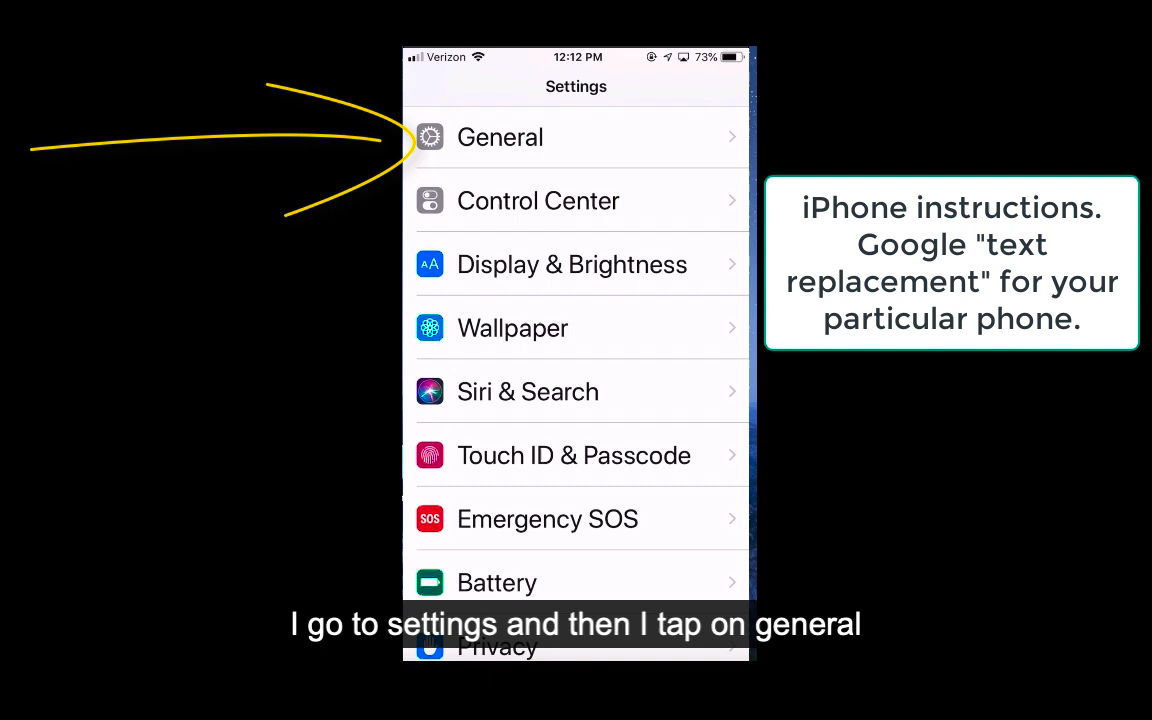 Verizon 12:12 PM 73%
Settings
General
Control Center
AA Display & Brightness
Wallpaper
Siri & Search
Touch ID & Passcode
SOS Emergency SOS
Battery
Privacy
iPhone instructions.
Google "text
replacement" for your
particular phone.
I go to settings and then I tap on general